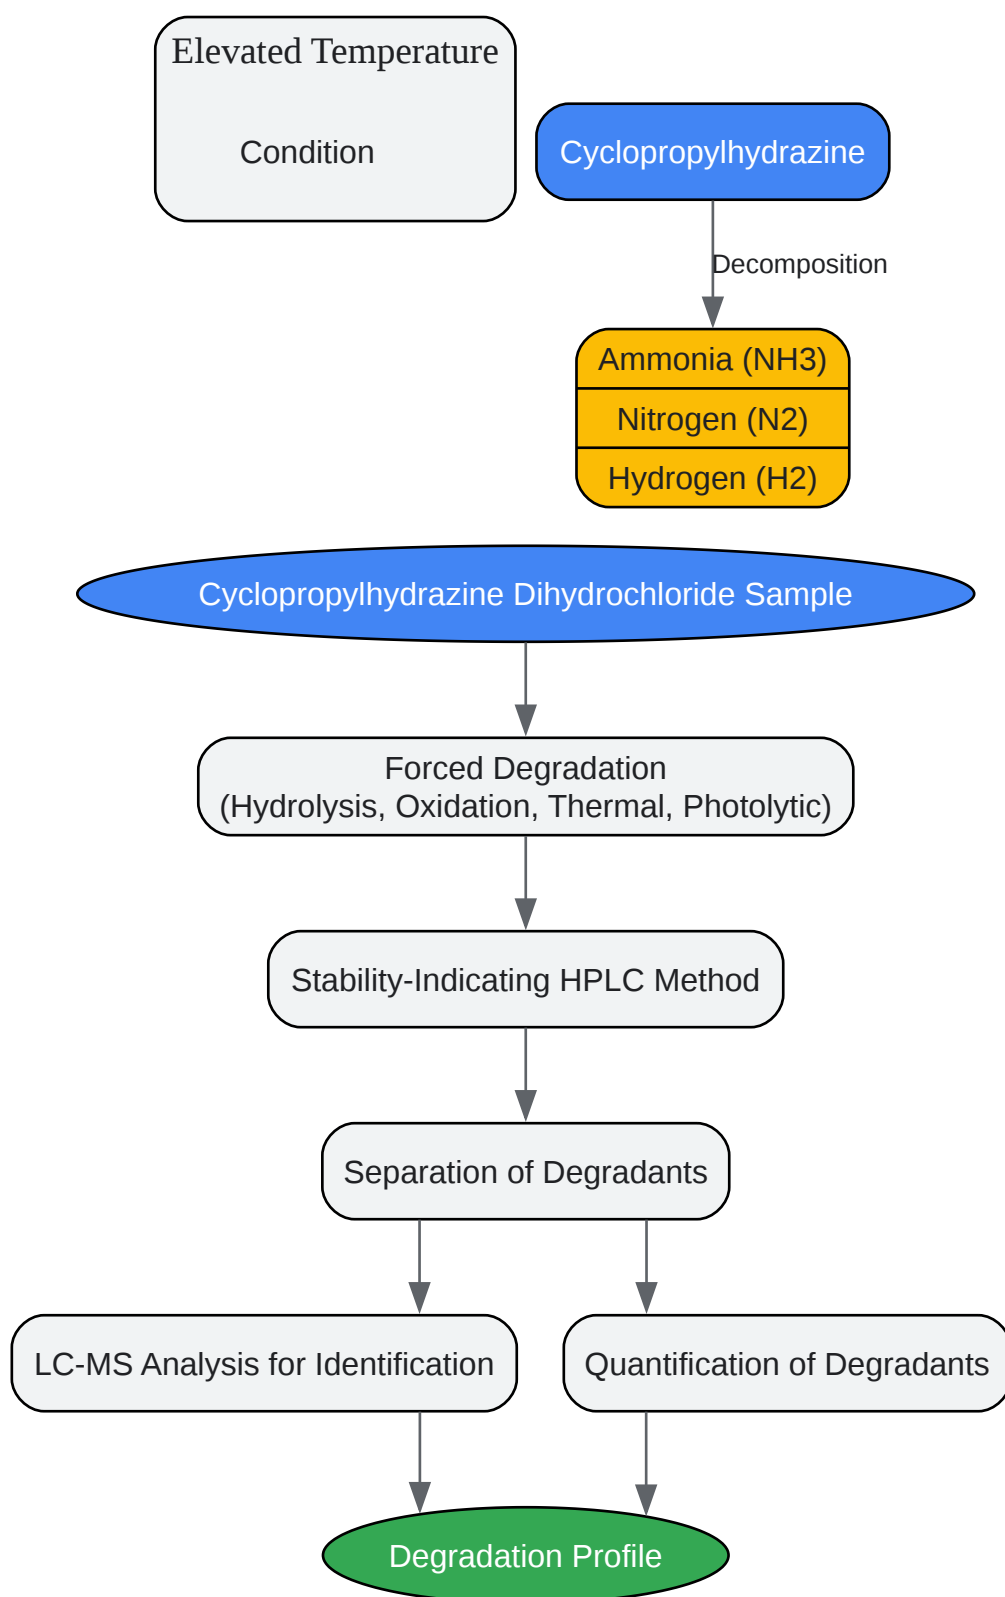 Elevated Temperature
Condition
Cyclopropylhydrazine
Decomposition
Ammonia (NH3)
Nitrogen (N2)
Hydrogen (H2)
Cyclopropylhydrazine Dihydrochloride Sample
Forced Degradation
(Hydrolysis, Oxidation, Thermal, Photolytic)
Stability-Indicating HPLC Method
Separation of Degradants
LC-MS Analysis for Identification
Quantification of Degradants
Degradation Profile